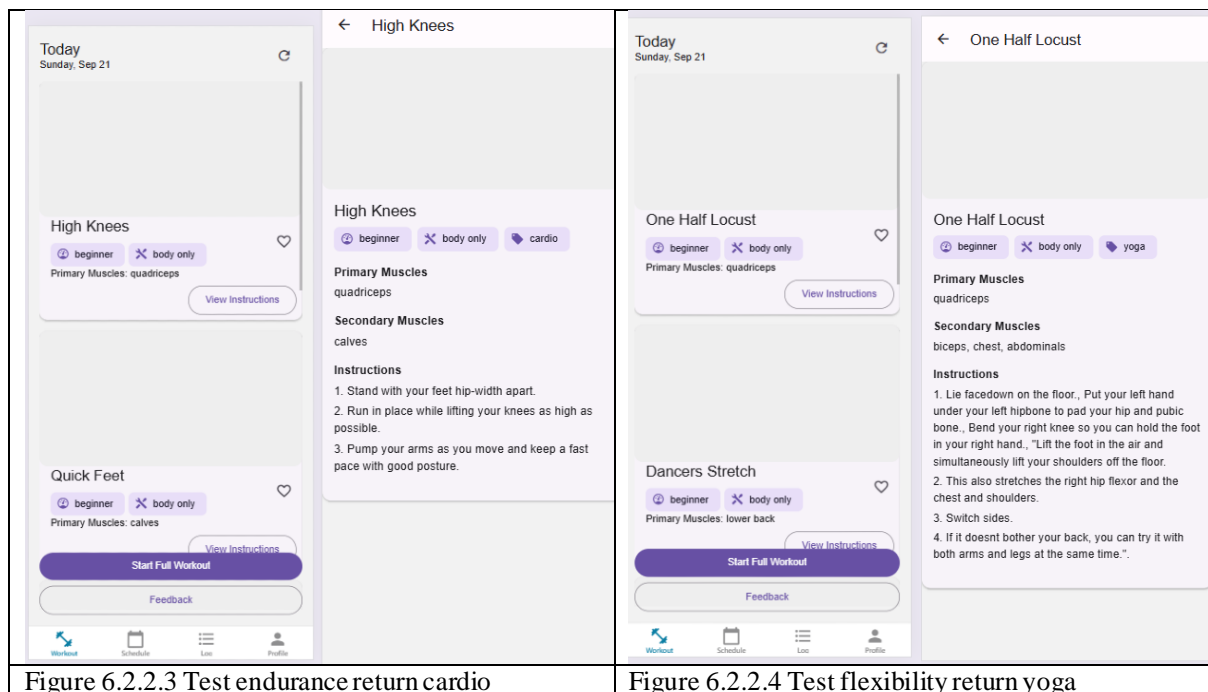 Today
Sunday, Sep 21
High Knees
beginner
body only
Primary Muscles: quadriceps
View Instructions
Quick Feet
beginner
body only
Primary Muscles: calves
View Instructions
Start Full Workout
Feedback
Workout
Schedule
Log
Profile
High Knees
High Knees
beginner
body only
cardio
Primary Muscles
quadriceps
Secondary Muscles
calves
Instructions
1. Stand with your feet hip-width apart.
2. Run in place while lifting your knees as high as
possible.
3. Pump your arms as you move and keep a fast
pace with good posture.
Figure 6.2.2.3 Test endurance return cardio
Today
Sunday, Sep 21
One Half Locust
beginner
body only
Primary Muscles: quadriceps
View Instructions
Dancers Stretch
beginner
body only
Primary Muscles: lower back
View Instructions
Start Full Workout
Feedback
Workout
Schedule
Log
Profile
One Half Locust
One Half Locust
beginner
body only
yoga
Primary Muscles
quadriceps
Secondary Muscles
biceps, chest, abdominals
Instructions
1. Lie facedown on the floor., Put your left hand
under your left hipbone to pad your hip and pubic
bone., Bend your right knee so you can hold the foot
in your right hand., "Lift the foot in the air and
simultaneously lift your shoulders off the floor.
2. This also stretches the right hip flexor and the
chest and shoulders.
3. Switch sides.
4. If it doesnt bother your back, you can try it with
both arms and legs at the same time.".
Figure 6.2.2.4 Test flexibility return yoga